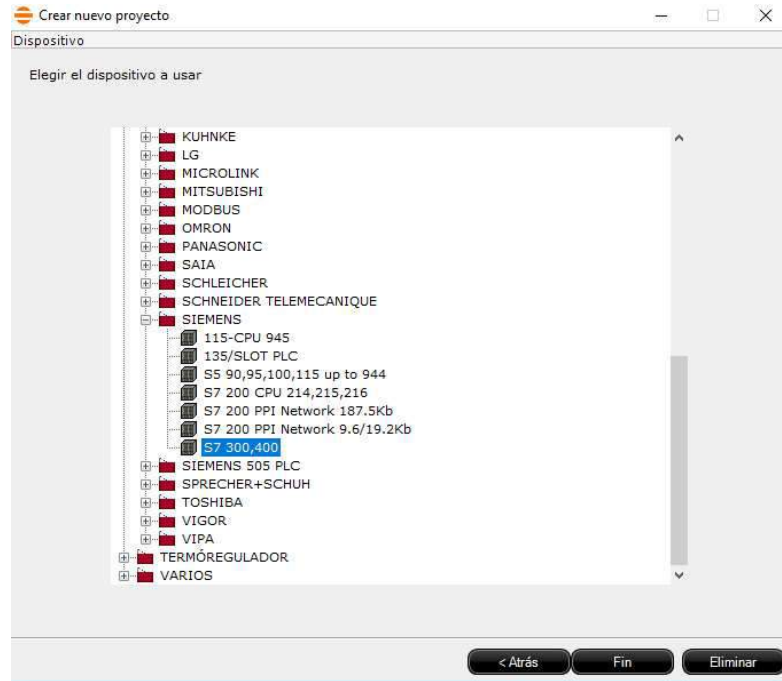 Crear nuevo proyecto
Dispositivo
Elegir el dispositivo a usar
KUHNKE
LG
MICROLINK
MITSUBISHI
MODBUS
OMRON
PANASONIC
SAIA
SCHLEICHER
SCHNEIDER TELEMECANIQUE
SIEMENS
115-CPU 945
135/SLOT PLC
S5 90,95,100,115 up to 944
S7 200 CPU 214,215,216
S7 200 PPI Network 187.5Kb
S7 200 PPI Network 9.6/19.2Kb
S7 300,400
SIEMENS 505 PLC
SPRECHER+SCHUH
TOSHIBA
VIGOR
VIPA
TERMÓREGULADOR
VARIOS
< Atrás Fin Eliminar